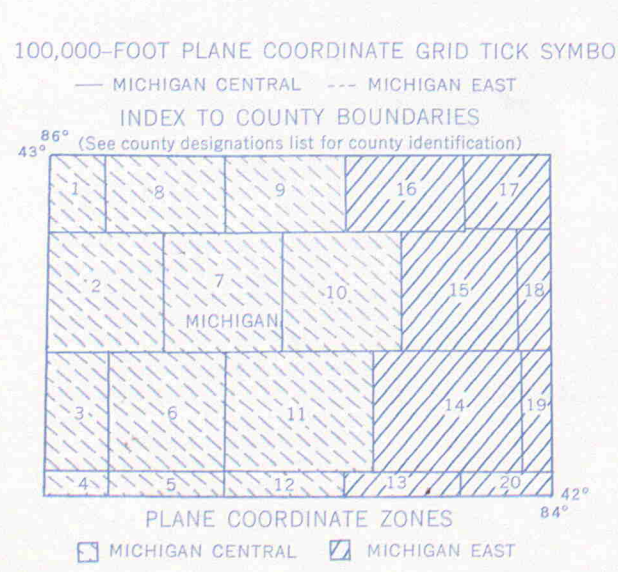 100,000-FOOT PLANE COORDINATE GRID TICK SYMBO
MICHIGAN CENTRAL --- MICHIGAN EAST
INDEX TO COUNTY BOUNDARIES
86° (See county designations list for county identification)
43°
1 8 9 16 17
2 7 10 15 18
MICHIGAN
3 6 11 14 19
4 5 12 13 20
42°
84°
PLANE COORDINATE ZONES
MICHIGAN CENTRAL MICHIGAN EAST